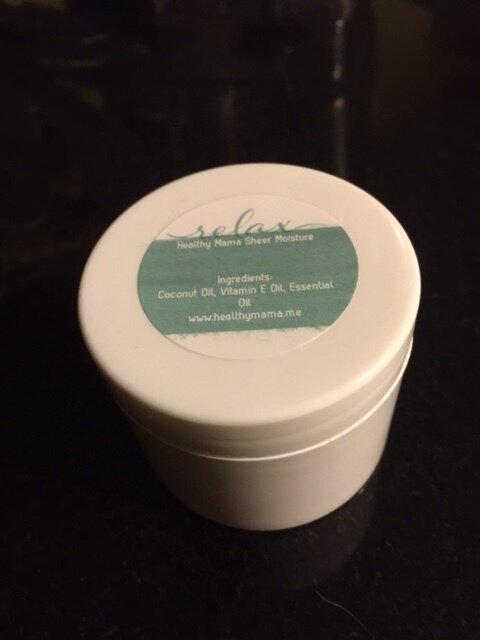 relax
Healthy Mama Sheer Moisture
Ingredients:
Coconut Oil, Vitamin E Oil, Essential
Oil
www.healthymama.me